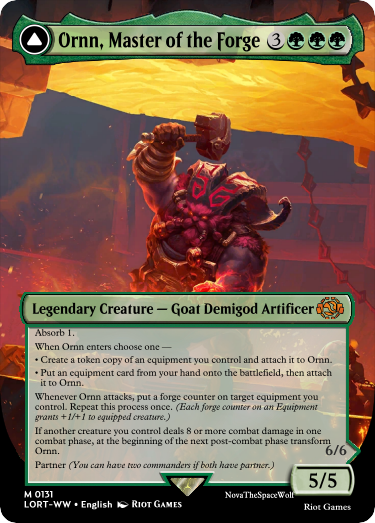 Ornn, Master of the Forge 3
Legendary Creature — Goat Demigod Artificer
Absorb 1.
When Ornn enters choose one —
• Create a token copy of an equipment you control and attach it to Ornn.
• Put an equipment card from your hand onto the battlefield, then attach
it to Ornn.
Whenever Ornn attacks, put a forge counter on target equipment you
control. Repeat this process once. (Each forge counter on an Equipment
grants +1/+1 to equipped creature.)
If another creature you control deals 8 or more combat damage in one
combat phase, at the beginning of the next post-combat phase transform
Ornn.
6/6
Partner (You can have two commanders if both have partner.)
5/5
M 0131
LORT-WW • English Riot Games
NovaTheSpaceWolf
Riot Games